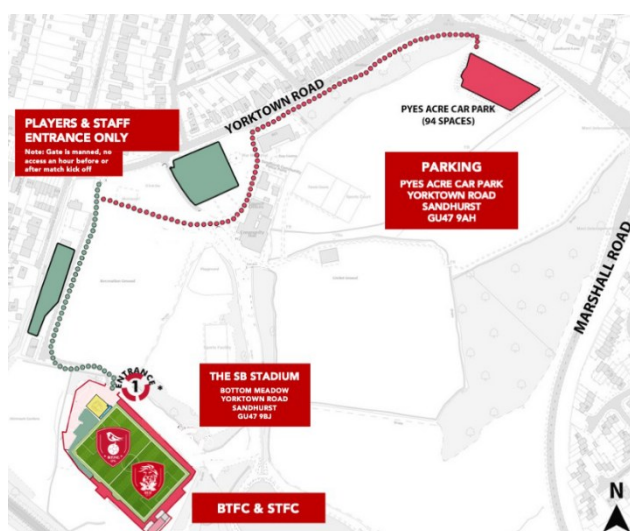 YORKTOWN ROAD
PYES ACRE CAR PARK
(94 SPACES)
PLAYERS & STAFF
ENTRANCE ONLY
Note: Gate is manned, no
access an hour before or
after match kick off
PARKING
PYES ACRE CAR PARK
YORKTOWN ROAD
SANDHURST
GU47 9AH
MARSHALL ROAD
ENTRANCE
1
THE SB STADIUM
BOTTOM MEADOW
YORKTOWN ROAD
SANDHURST
GU47 9BJ
BTFC & STFC
N